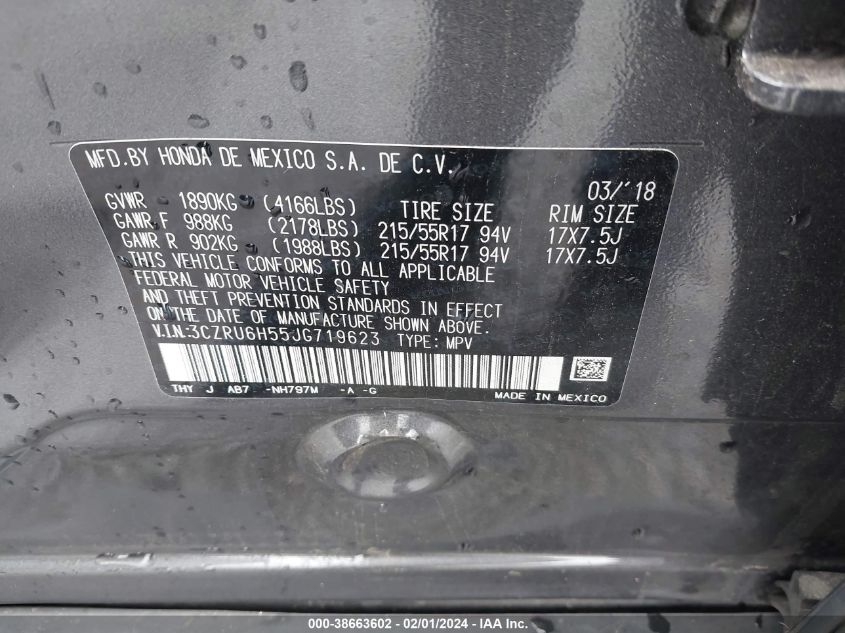 MFD.BY HONDA DE MEXICO S.A. DE C.V.
03/'18
GVWR 1890KG (4166LBS) TIRE SIZE RIM SIZE
GAWR F 988KG (2178LBS) 215/55R17 94V 17X7.5J
GAWR R 902KG (1988LBS) 215/55R17 94V 17X7.5J
THIS VEHICLE CONFORMS TO ALL APPLICABLE
FEDERAL MOTOR VEHICLE SAFETY
AND THEFT PREVENTION STANDARDS IN EFFECT
ON THE DATE OF MANUFACTURE SHOWN ABOVE.
V.I.N:3CZRU6H55JG719623 TYPE: MPV
THY J AB7 -NH797M -A -G
MADE IN MEXICO
000-38663602 - 02/01/2024 - IAA Inc.